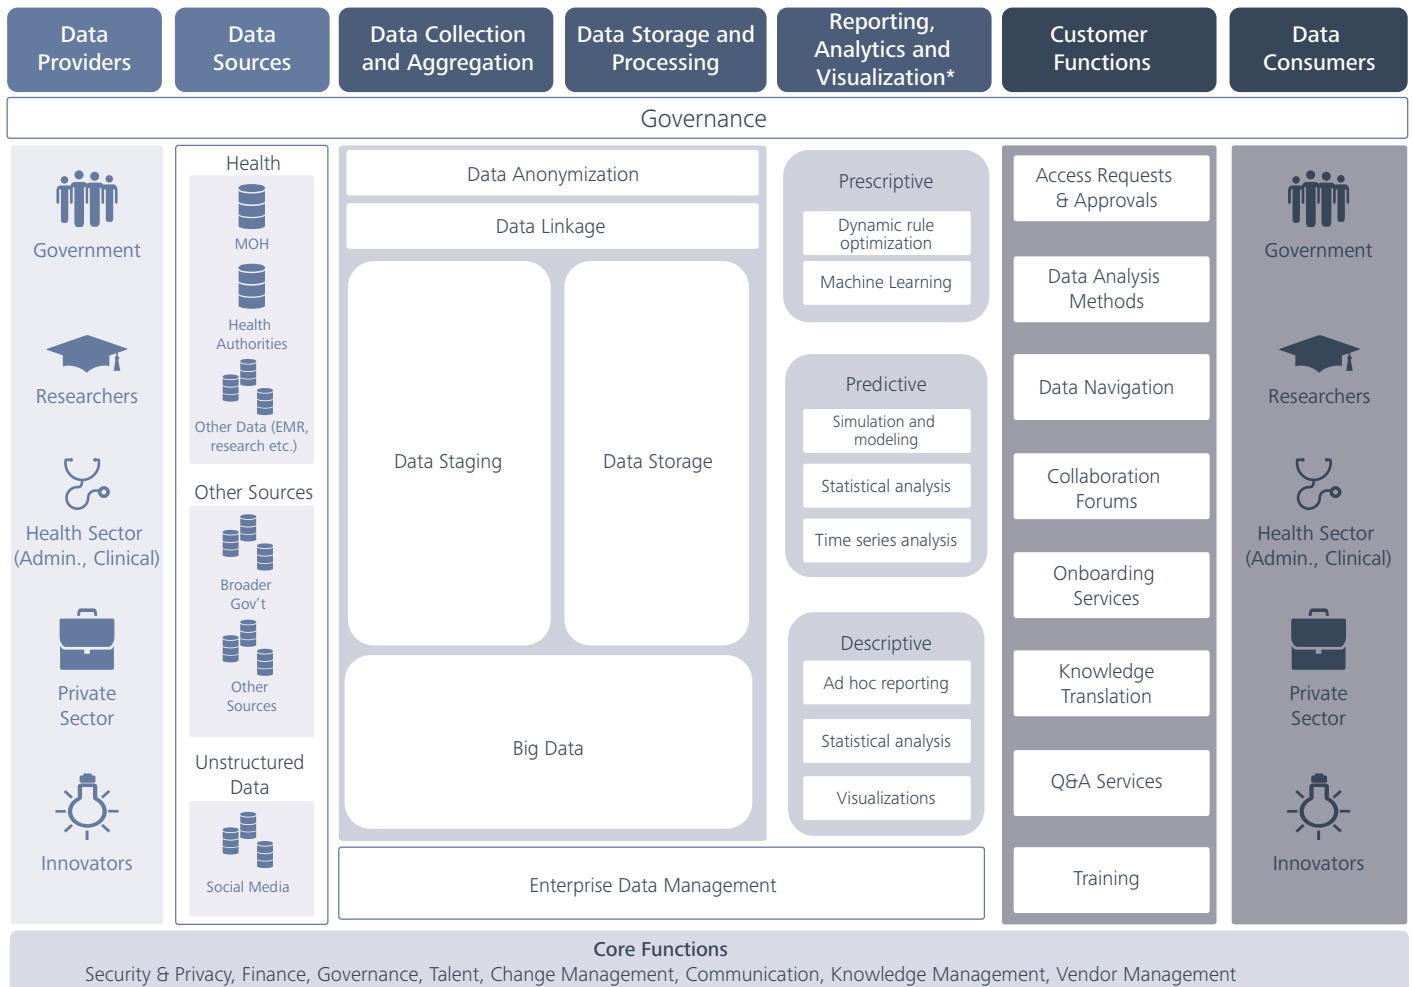 Data
Providers
Data
Sources
Data Collection
and Aggregation
Data Storage and
Processing
Reporting,
Analytics and
Visualization*
Customer
Functions
Data
Consumers
Governance
Government
Researchers
Health Sector
(Admin., Clinical)
Private
Sector
Innovators
Health
MOH
Health
Authorities
Other Data (EMR,
research etc.)
Other Sources
Broader
Gov't
Other
Sources
Unstructured
Data
Social Media
Data Anonymization
Data Linkage
Data Staging
Data Storage
Big Data
Prescriptive
Dynamic rule
optimization
Machine Learning
Predictive
Simulation and
modeling
Statistical analysis
Time series analysis
Descriptive
Ad hoc reporting
Statistical analysis
Visualizations
Enterprise Data Management
Access Requests
& Approvals
Data Analysis
Methods
Data Navigation
Collaboration
Forums
Onboarding
Services
Knowledge
Translation
Q&A Services
Training
Government
Researchers
Health Sector
(Admin., Clinical)
Private
Sector
Innovators
Core Functions
Security & Privacy, Finance, Governance, Talent, Change Management, Communication, Knowledge Management, Vendor Management